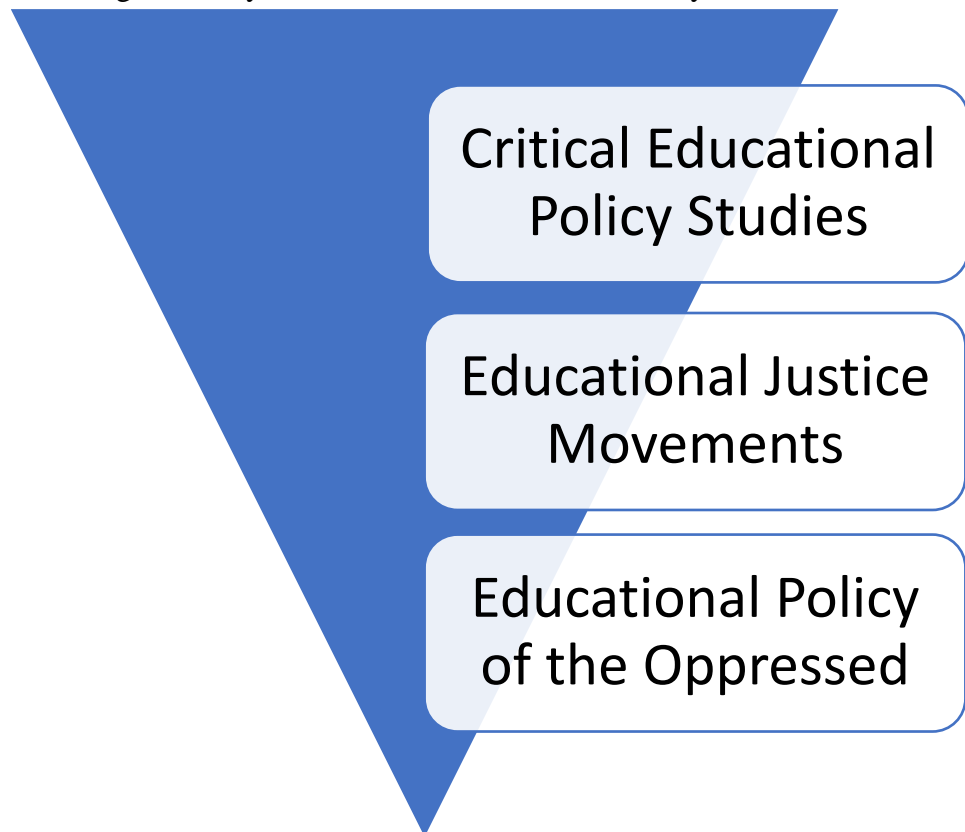 Critical Educational
Policy Studies
Educational Justice
Movements
Educational Policy
of the Oppressed